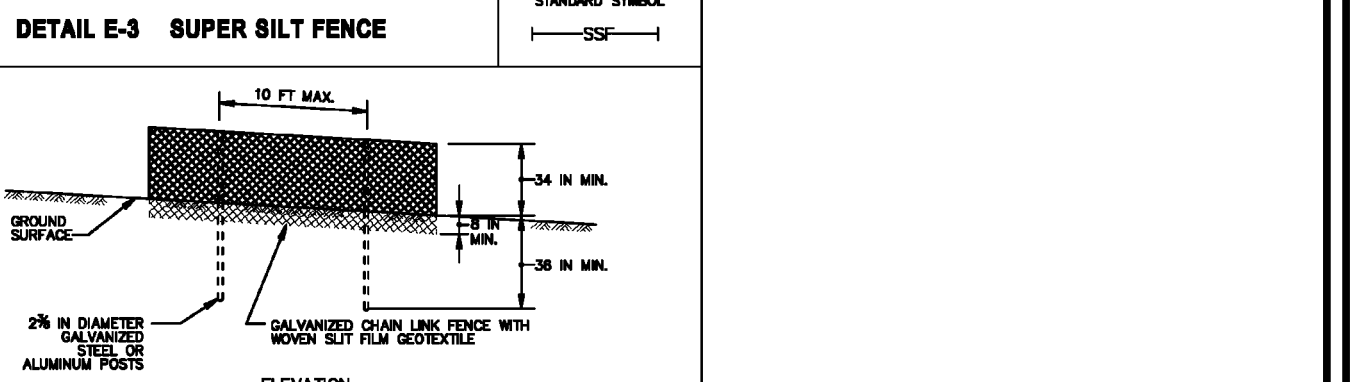 STANDARD SYMBOL
DETAIL E-3 SUPER SILT FENCE
SSF
10 FT MAX.
34 IN MIN.
GROUND
SURFACE
8 IN
MIN.
36 IN MIN.
2⅜ IN DIAMETER
GALVANIZED
STEEL OR
ALUMINUM POSTS
GALVANIZED CHAIN LINK FENCE WITH
WOVEN SLIT FILM GEOTEXTILE
ELEVATION